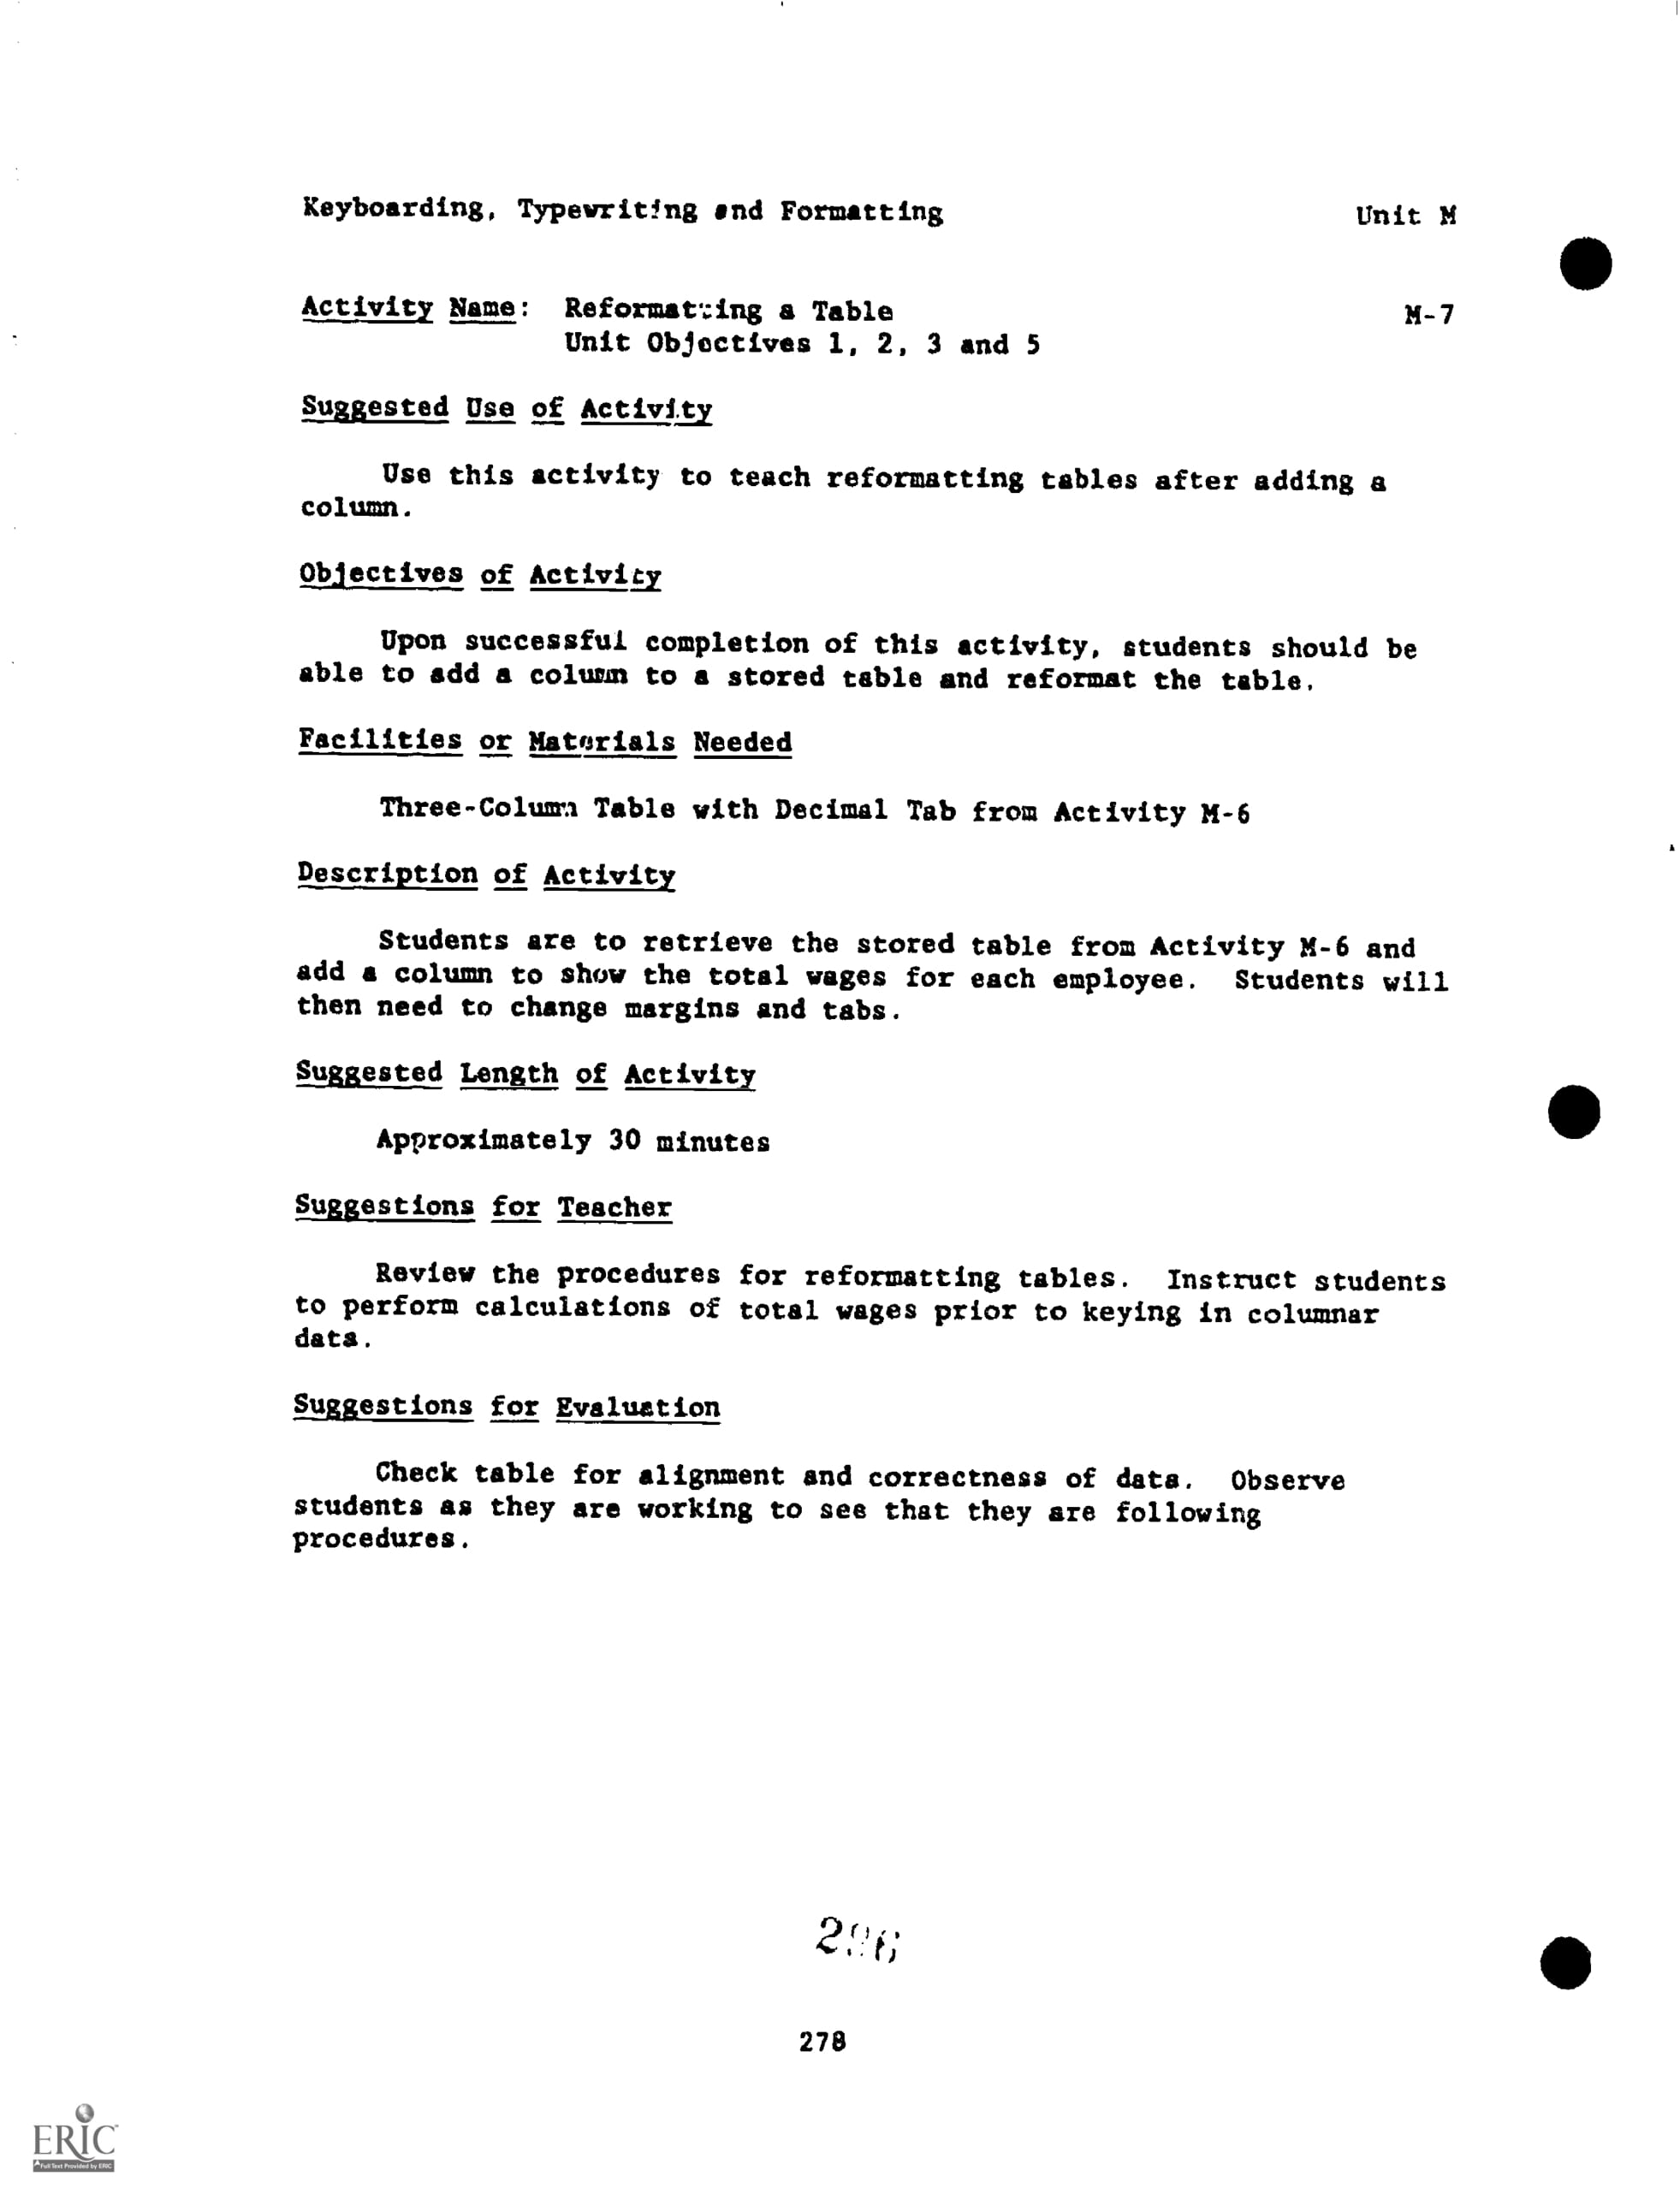 Keyboarding, Typewriting and Formatting Unit M
Activity Name: Reformatting a Table M-7
Unit Objectives 1, 2, 3 and 5
Suggested Use of Activity
Use this activity to teach reformatting tables after adding a
column.
Objectives of Activity
Upon successful completion of this activity, students should be
able to add a column to a stored table and reformat the table.
Facilities or Materials Needed
Three-Column Table with Decimal Tab from Activity M-6
Description of Activity
Students are to retrieve the stored table from Activity M-6 and
add a column to show the total wages for each employee. Students will
then need to change margins and tabs.
Suggested Length of Activity
Approximately 30 minutes
Suggestions for Teacher
Review the procedures for reformatting tables. Instruct students
to perform calculations of total wages prior to keying in columnar
data.
Suggestions for Evaluation
Check table for alignment and correctness of data. Observe
students as they are working to see that they are following
procedures.
278
ERIC
Full Text Provided by ERIC